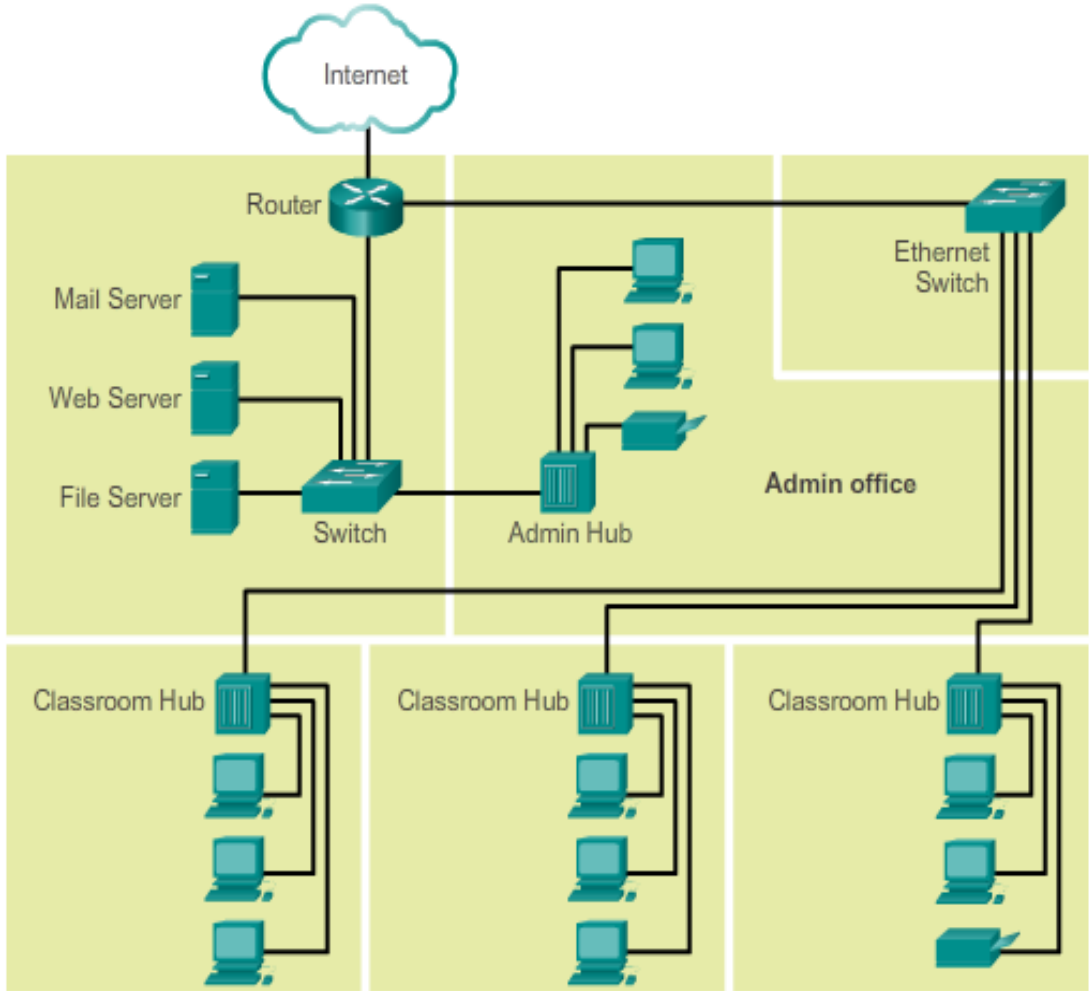 Internet
Router
Ethernet
Switch
Mail Server
Web Server
File Server
Switch
Admin Hub
Admin office
Classroom Hub
Classroom Hub
Classroom Hub